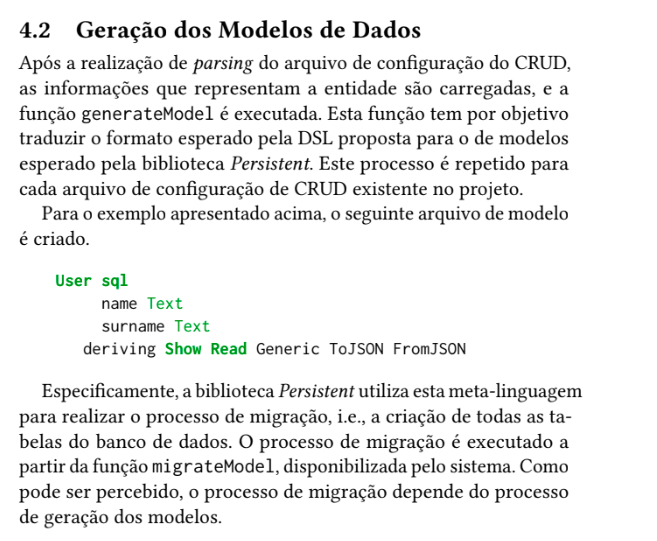 4.2 Geração dos Modelos de Dados
Após a realização de parsing do arquivo de configuração do CRUD,
as informações que representam a entidade são carregadas, e a
função generateModel é executada. Esta função tem por objetivo
traduzir o formato esperado pela DSL proposta para o de modelos
esperado pela biblioteca Persistent. Este processo é repetido para
cada arquivo de configuração de CRUD existente no projeto.
Para o exemplo apresentado acima, o seguinte arquivo de modelo
é criado.
User sql
name Text
surname Text
deriving Show Read Generic ToJSON FromJSON
Especificamente, a biblioteca Persistent utiliza esta meta-linguagem
para realizar o processo de migração, i.e., a criação de todas as ta-
belas do banco de dados. O processo de migração é executado a
partir da função migrateModel, disponibilizada pelo sistema. Como
pode ser percebido, o processo de migração depende do processo
de geração dos modelos.